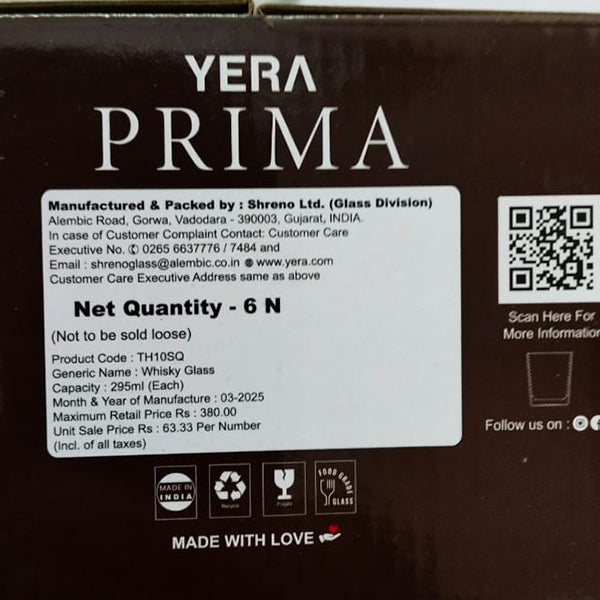 YERA
PRIMA
Manufactured & Packed by : Shreno Ltd. (Glass Division)
Alembic Road, Gorwa, Vadodara - 390003, Gujarat, INDIA.
In case of Customer Complaint Contact: Customer Care
Executive No. ✆ 0265 6637776 / 7484 and
Email : shrenoglass@alembic.co.in www.yera.com
Customer Care Executive Address same as above
Net Quantity - 6 N
(Not to be sold loose)
Product Code : TH10SQ
Generic Name : Whisky Glass
Capacity : 295ml (Each)
Month & Year of Manufacture : 03-2025
Maximum Retail Price Rs : 380.00
Unit Sale Price Rs : 63.33 Per Number
(Incl. of all taxes)
Scan Here For
More Information
Follow us on :
MADE IN
INDIA
Recycle
Fragile
FOOD GRADE
GLASS
MADE WITH LOVE